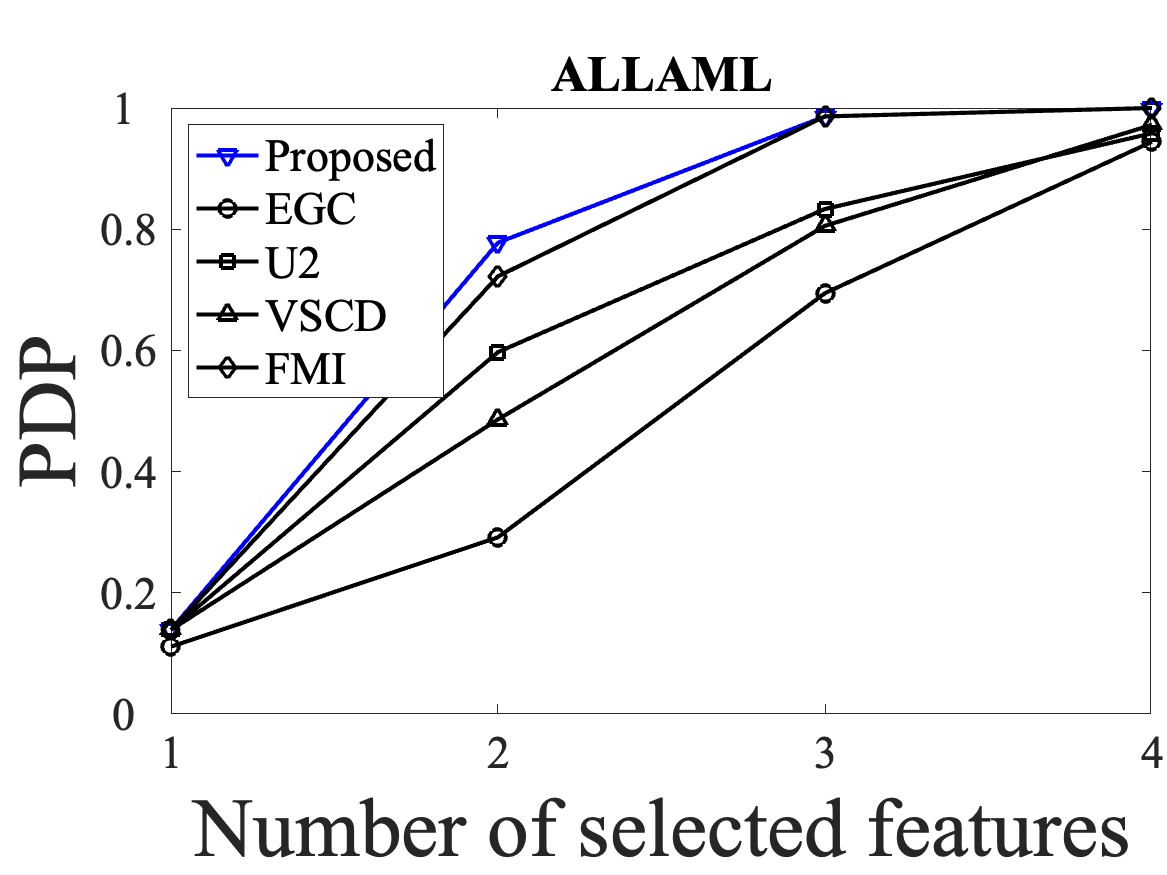 ALLAML
1
0.8
0.6
0.4
0.2
0
PDP
Proposed
EGC
U2
VSCD
FMI
1 2 3 4
Number of selected features